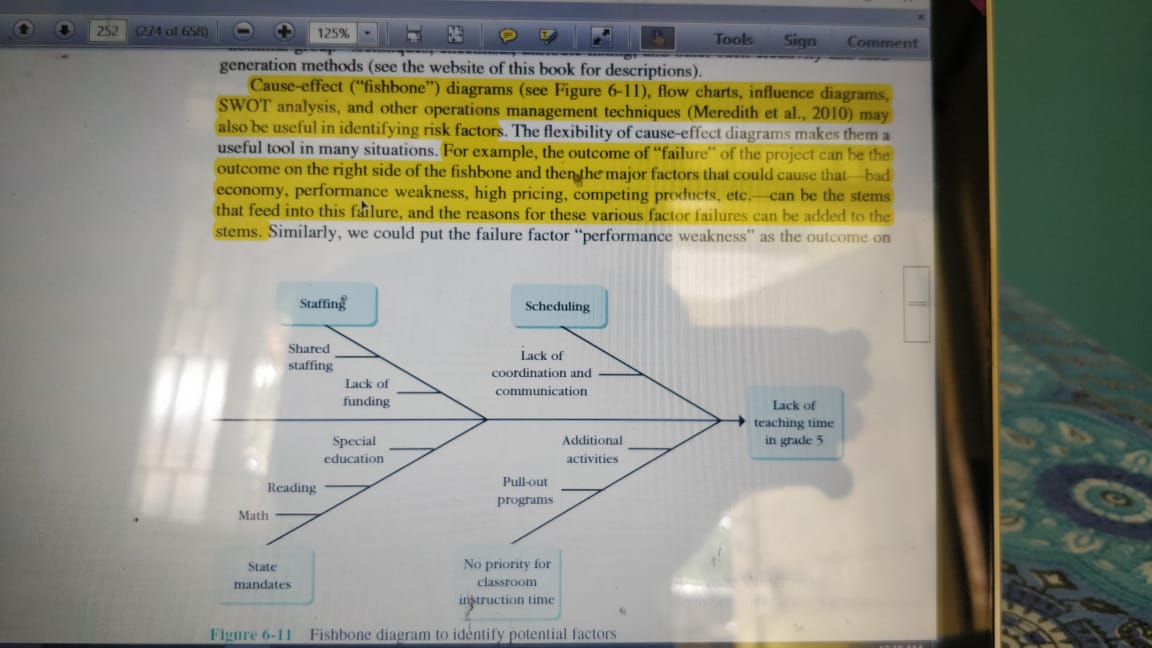 252 (274 of 658) 125% Tools Sign Comment
generation methods (see the website of this book for descriptions).
Cause-effect (“fishbone”) diagrams (see Figure 6-11), flow charts, influence diagrams,
SWOT analysis, and other operations management techniques (Meredith et al., 2010) may
also be useful in identifying risk factors. The flexibility of cause-effect diagrams makes them a
useful tool in many situations. For example, the outcome of “failure” of the project can be the
outcome on the right side of the fishbone and then the major factors that could cause that—bad
economy, performance weakness, high pricing, competing products, etc.—can be the stems
that feed into this failure, and the reasons for these various factor failures can be added to the
stems. Similarly, we could put the failure factor “performance weakness” as the outcome on
Staffing
Scheduling
Shared
staffing
Lack of
funding
Lack of
coordination and
communication
Lack of
teaching time
in grade 5
Special
education
Reading
Math
Additional
activities
Pull-out
programs
State
mandates
No priority for
classroom
instruction time
Figure 6-11 Fishbone diagram to identify potential factors